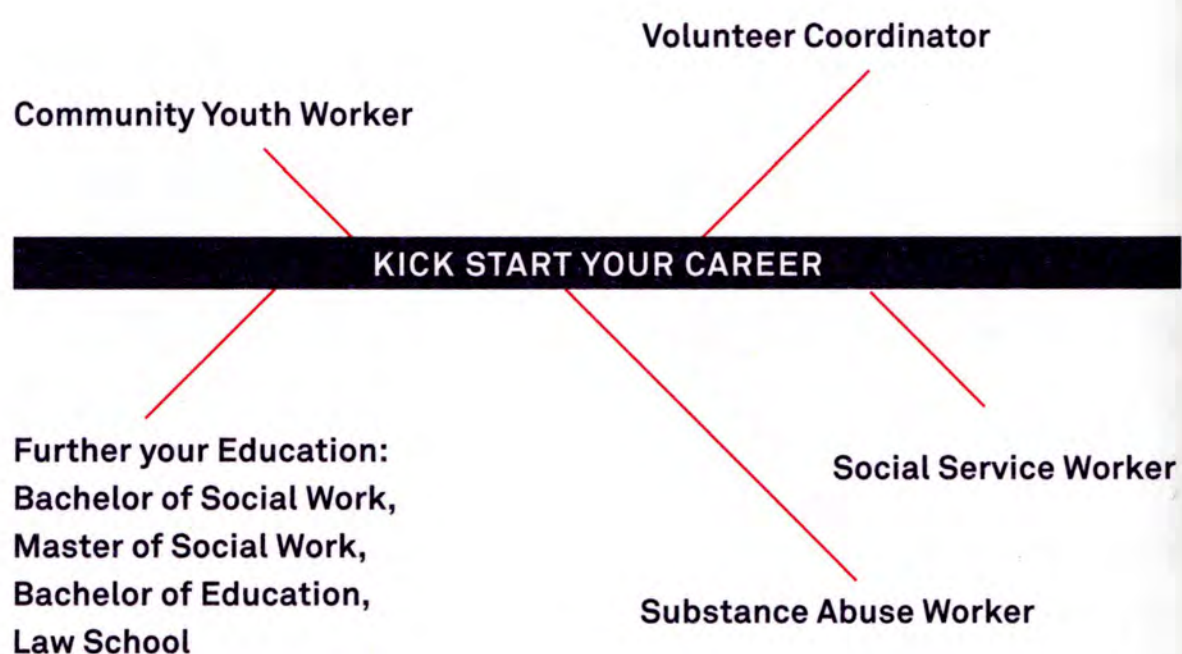 Volunteer Coordinator
Community Youth Worker
KICK START YOUR CAREER
Further your Education:
Bachelor of Social Work,
Master of Social Work,
Bachelor of Education,
Law School
Social Service Worker
Substance Abuse Worker